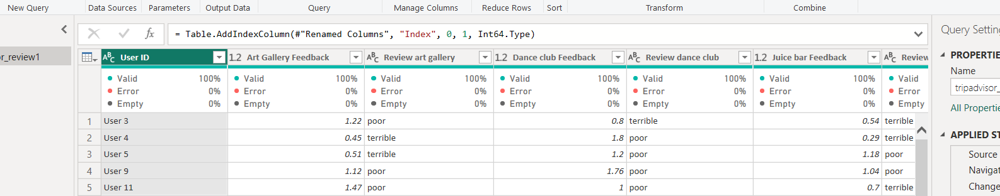 New Query Data Sources Parameters Output Data Query Manage Columns Reduce Rows Sort Transform Combine
= Table.AddIndexColumn(#"Renamed Columns", "Index", 0, 1, Int64.Type)
Query Setting
or_review1
PROPERTIE
Name
tripadvisor_
All Propertie
APPLIED ST
Source
Navigat
Change
ABC User ID 1.2 Art Gallery Feedback ABC Review art gallery 1.2 Dance club Feedback ABC Review dance club 1.2 Juice bar Feedback ABC Review
Valid 100% Valid 100% Valid 100% Valid 100% Valid 100% Valid 100% Valid
Error 0% Error 0% Error 0% Error 0% Error 0% Error 0% Error
Empty 0% Empty 0% Empty 0% Empty 0% Empty 0% Empty 0% Empty
1 User 3 1.22 poor 0.8 terrible 0.54 terrible
2 User 4 0.45 terrible 1.8 poor 0.29 terrible
3 User 5 0.51 terrible 1.2 poor 1.18 poor
4 User 9 1.12 poor 1.76 poor 1.04 poor
5 User 11 1.47 poor 1 poor 0.7 terrible